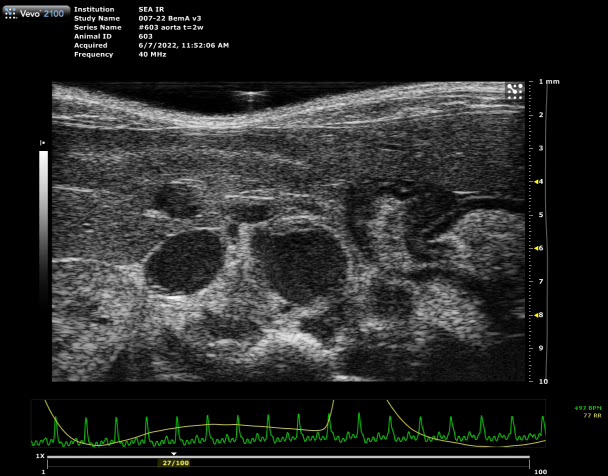 Vevo 2100
Institution SEA IR
Study Name 007-22 BemA v3
Series Name #603 aorta t=2w
Animal ID 603
Acquired 6/7/2022, 11:52:06 AM
Frequency 40 MHz
1 mm
2
3
4
5
6
7
8
9
10
492 BPM
77 RR
1X
27/100
1
100